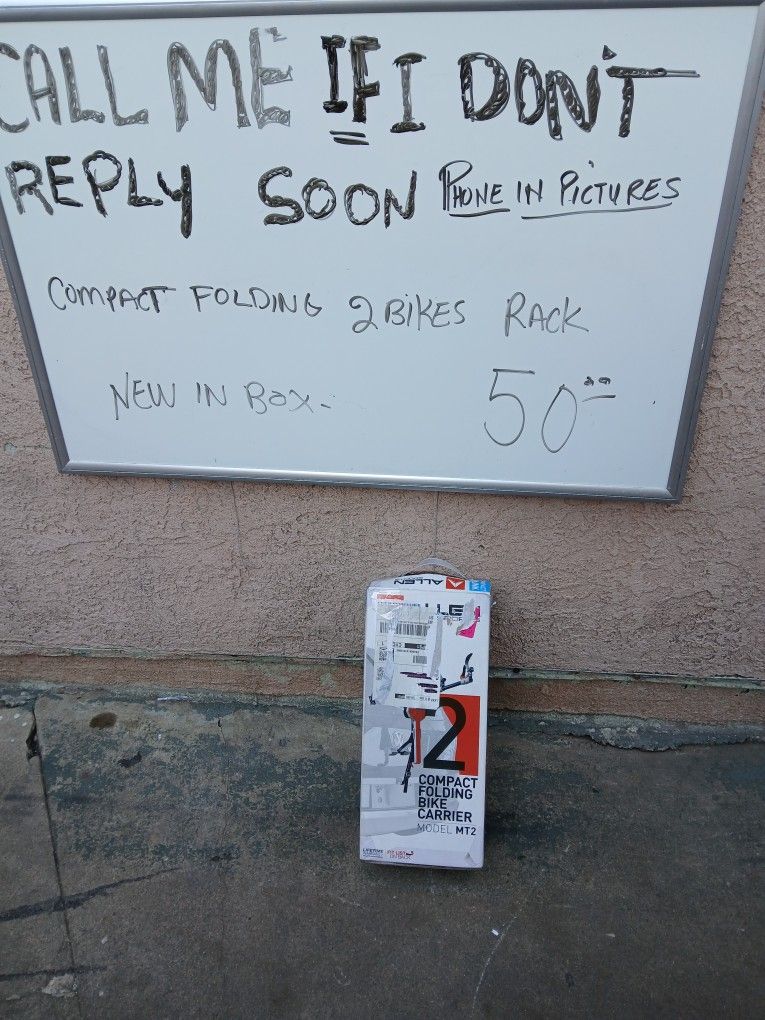 CALL ME IF I DON'T
REPLY SOON PHONE IN PICTURES
COMPACT FOLDING 2 BIKES RACK
NEW IN BOX-
50
ALLEN
2
COMPACT
FOLDING
BIKE
CARRIER
MODEL MT2
LIFETIME